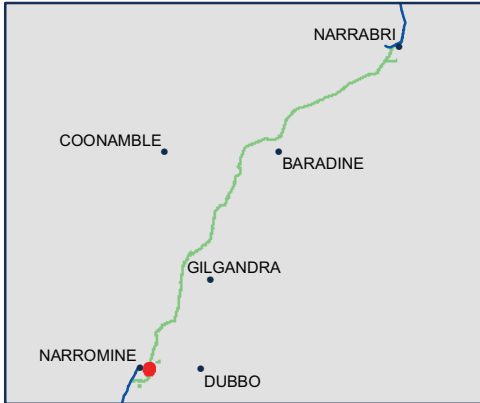 NARRABRI
COONAMBLE
BARADINE
GILGANDRA
NARROMINE
DUBBO